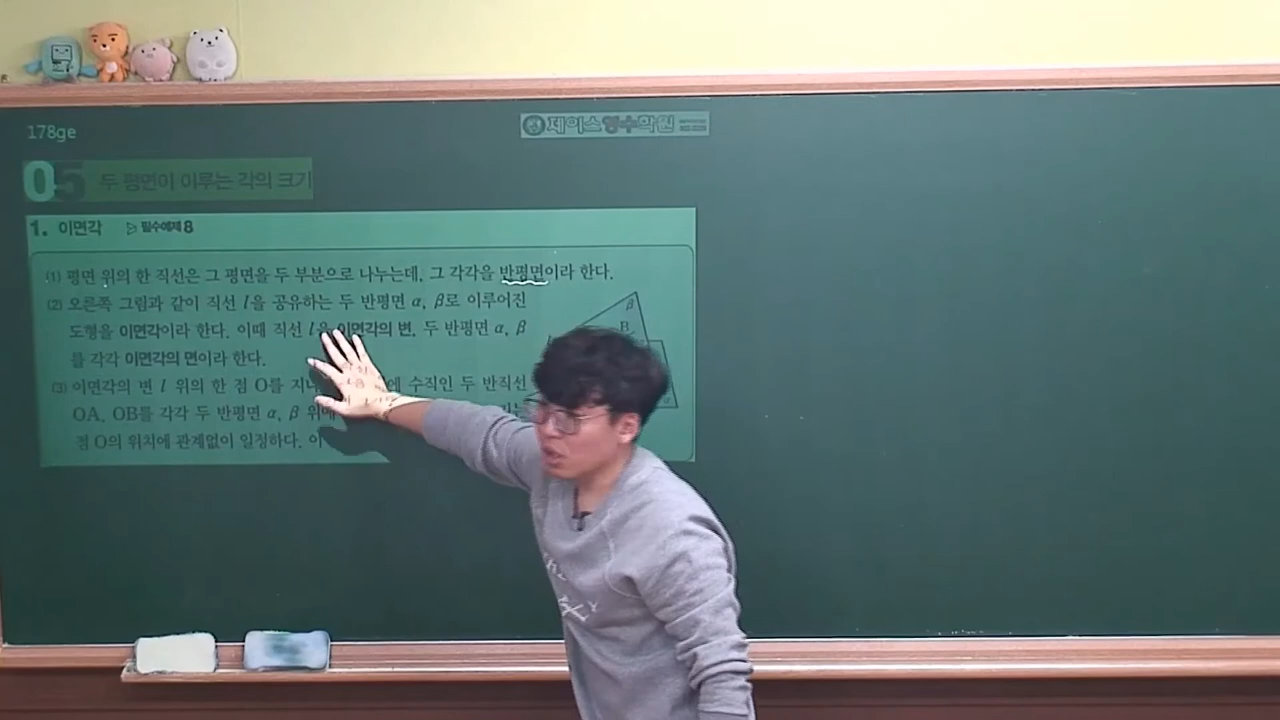 178ge
제이스영수학원
05 두 평면이 이루는 각의 크기
1. 이면각 ▷ 필수예제 8
(1) 평면 위의 한 직선은 그 평면을 두 부분으로 나누는데, 그 각각을 반평면이라 한다.
(2) 오른쪽 그림과 같이 직선 l을 공유하는 두 반평면 α, β로 이루어진
도형을 이면각이라 한다. 이때 직선 l을 이면각의 변, 두 반평면 α, β
를 각각 이면각의 면이라 한다.
(3) 이면각의 변 l 위의 한 점 O를 지나 에 수직인 두 반직선
OA, OB를 각각 두 반평면 α, β 위에
점 O의 위치에 관계없이 일정하다. 이
β
B